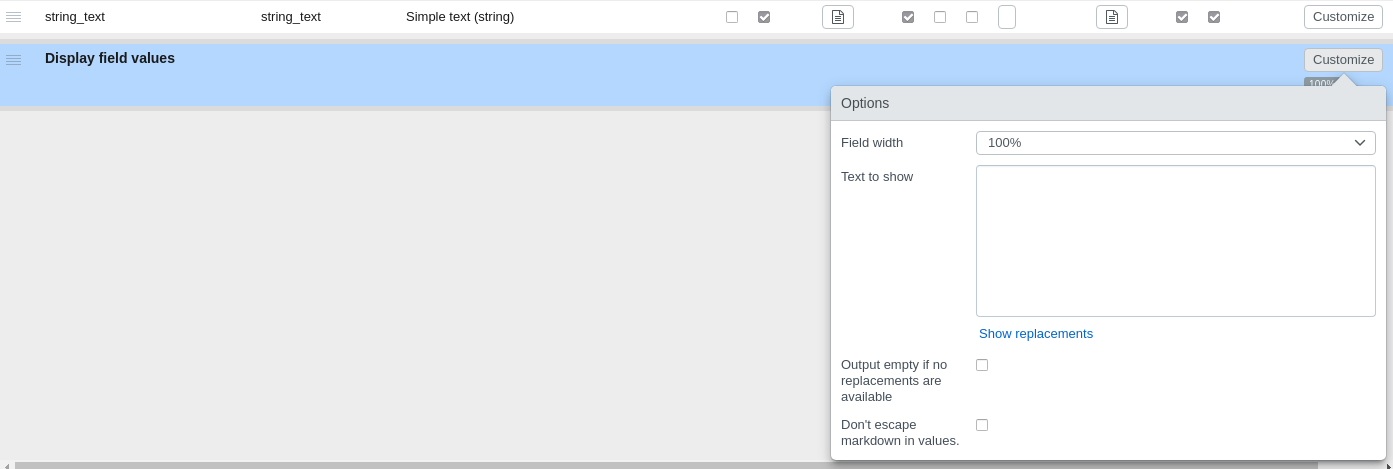 string_text string_text Simple text (string) Customize
Display field values Customize
100%
Options
Field width 100%
Text to show
Show replacements
Output empty if no
replacements are
available
Don't escape
markdown in values.